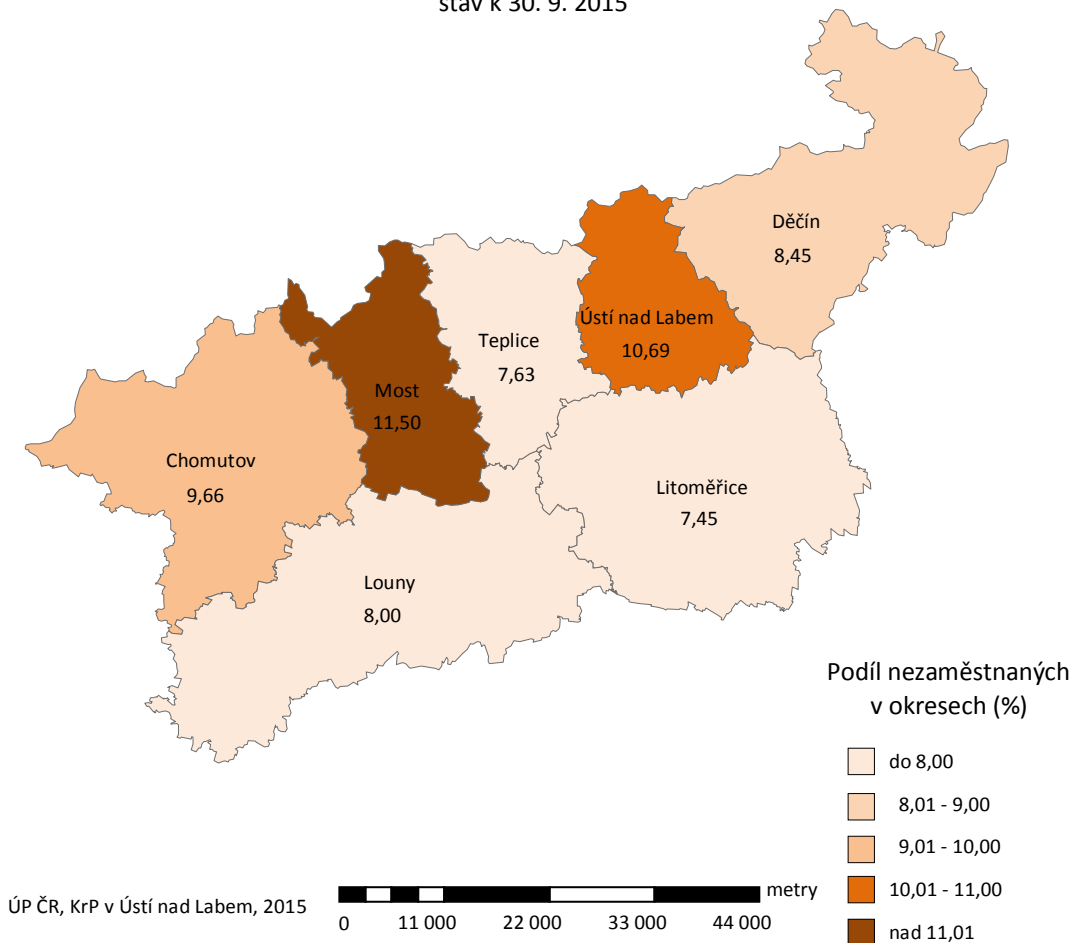 stav k 30. 9. 2015
Děčín
8,45
Ústí nad Labem
10,69
Teplice
7,63
Most
11,50
Chomutov
9,66
Litoměřice
7,45
Louny
8,00
Podíl nezaměstnaných
v okresech (%)
do 8,00
8,01 - 9,00
9,01 - 10,00
10,01 - 11,00
nad 11,01
ÚP ČR, KrP v Ústí nad Labem, 2015
metry
0 11 000 22 000 33 000 44 000